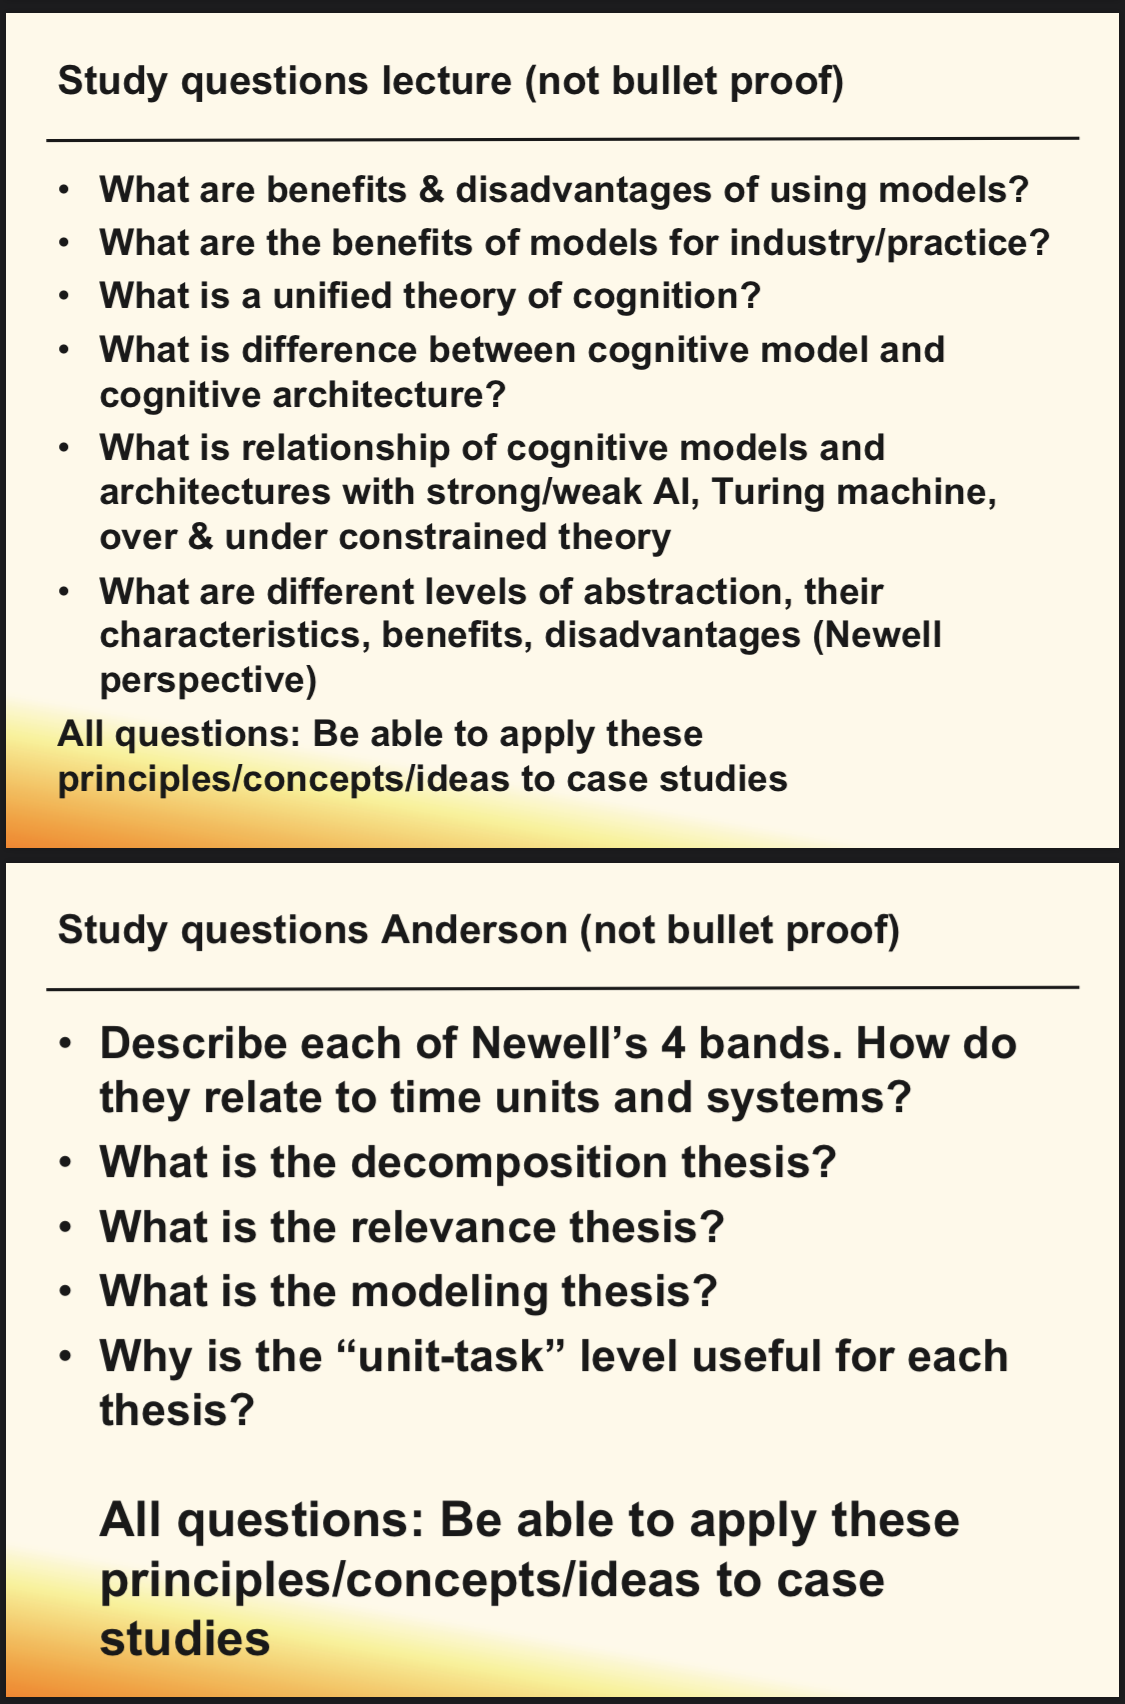 Study questions lecture (not bullet proof)
• What are benefits & disadvantages of using models?
• What are the benefits of models for industry/practice?
• What is a unified theory of cognition?
• What is difference between cognitive model and
cognitive architecture?
• What is relationship of cognitive models and
architectures with strong/weak AI, Turing machine,
over & under constrained theory
• What are different levels of abstraction, their
characteristics, benefits, disadvantages (Newell
perspective)
All questions: Be able to apply these
principles/concepts/ideas to case studies
Study questions Anderson (not bullet proof)
• Describe each of Newell’s 4 bands. How do
they relate to time units and systems?
• What is the decomposition thesis?
• What is the relevance thesis?
• What is the modeling thesis?
• Why is the “unit-task” level useful for each
thesis?
All questions: Be able to apply these
principles/concepts/ideas to case
studies